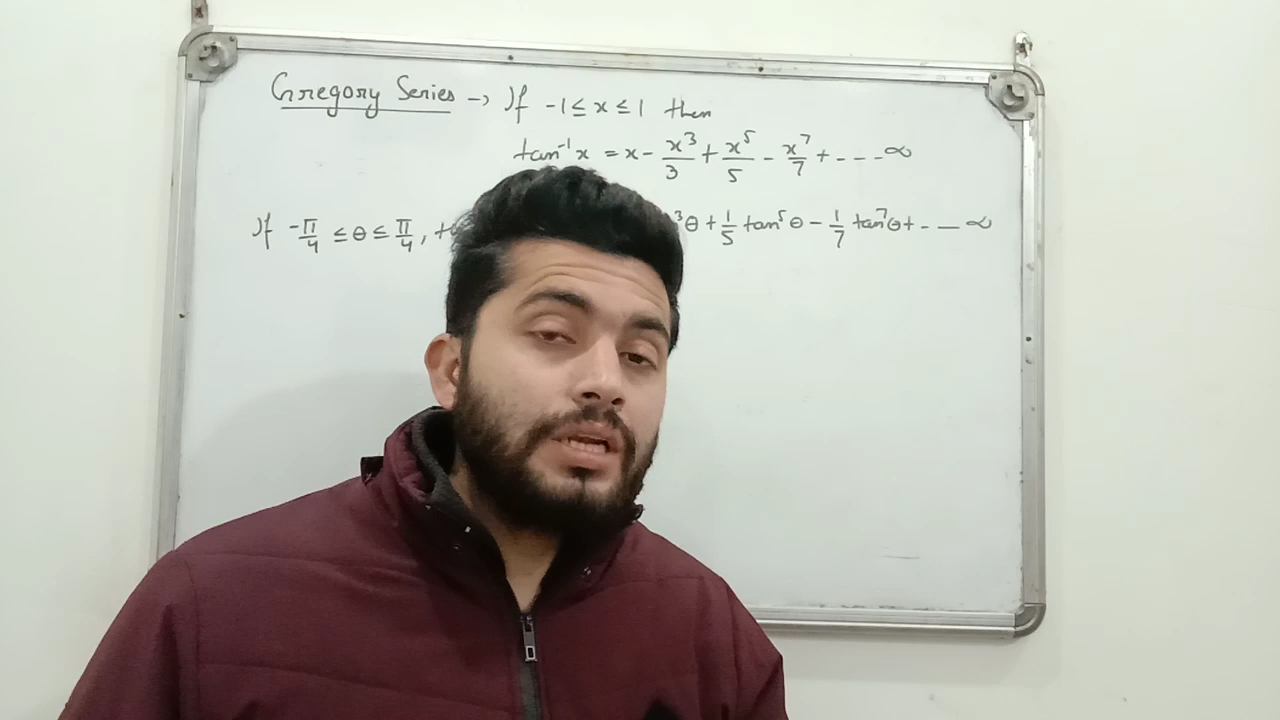 Gregory Series → If -1 ≤ x ≤ 1 then
tan⁻¹x = x - x³/3 + x⁵/5 - x⁷/7 + --- ∞
If -π/4 ≤ θ ≤ π/4, ³θ + 1/5 tan⁵θ - 1/7 tan⁷θ + --- ∞